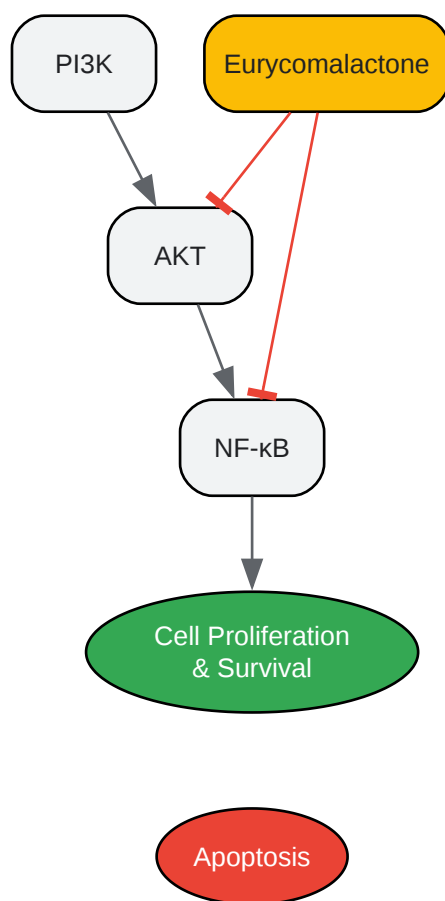 PI3K
Eurycomalactone
AKT
NF-κB
Cell Proliferation
& Survival
Apoptosis